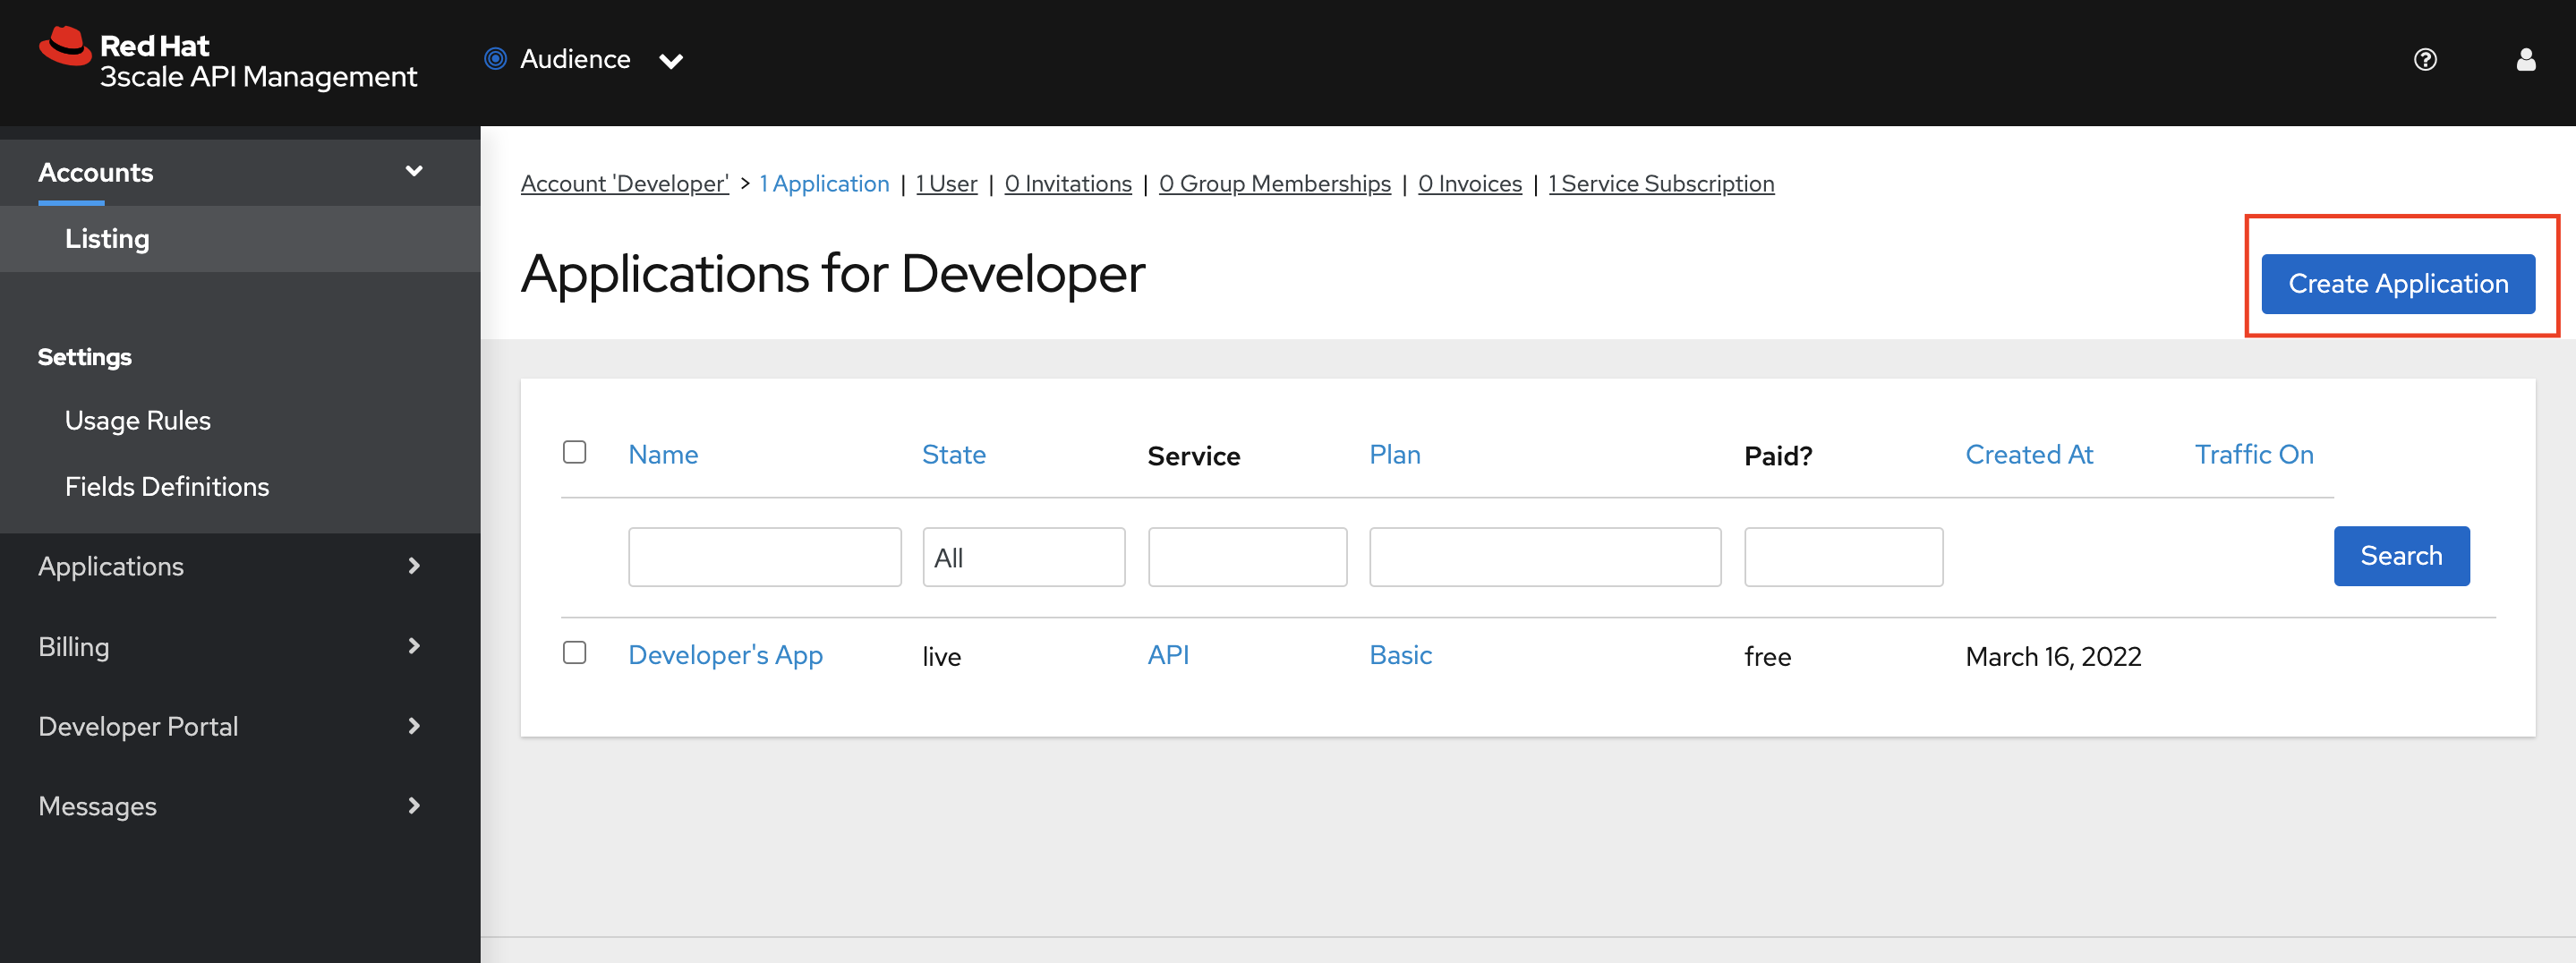 Red Hat
3scale API Management
Audience
Accounts
Listing
Settings
Usage Rules
Fields Definitions
Applications
Billing
Developer Portal
Messages
Account 'Developer' > 1 Application | 1 User | 0 Invitations | 0 Group Memberships | 0 Invoices | 1 Service Subscription
Applications for Developer
Create Application
Name State Service Plan Paid? Created At Traffic On
All Search
Developer's App live API Basic free March 16, 2022